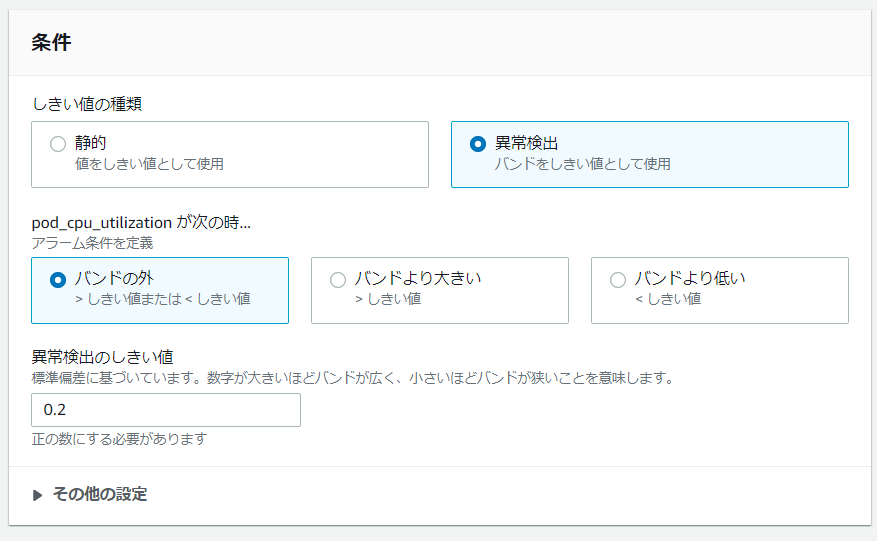 条件
しきい値の種類
静的
値をしきい値として使用
異常検出
バンドをしきい値として使用
pod_cpu_utilization が次の時...
アラーム条件を定義
バンドの外
> しきい値または < しきい値
バンドより大きい
> しきい値
バンドより低い
< しきい値
異常検出のしきい値
標準偏差に基づいています。数字が大きいほどバンドが広く、小さいほどバンドが狭いことを意味します。
0.2
正の数にする必要があります
その他の設定